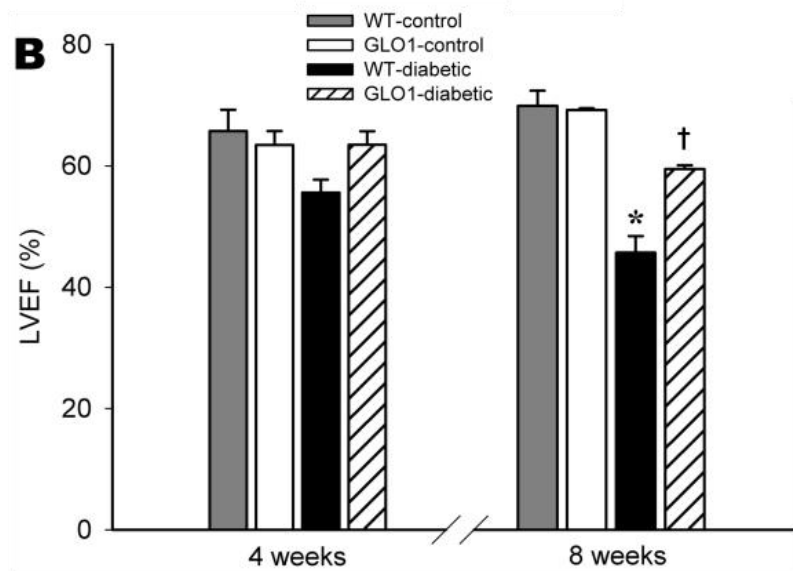 B
WT-control
GLO1-control
WT-diabetic
GLO1-diabetic
LVEF (%)
80
60
40
20
0
*
†
4 weeks
8 weeks